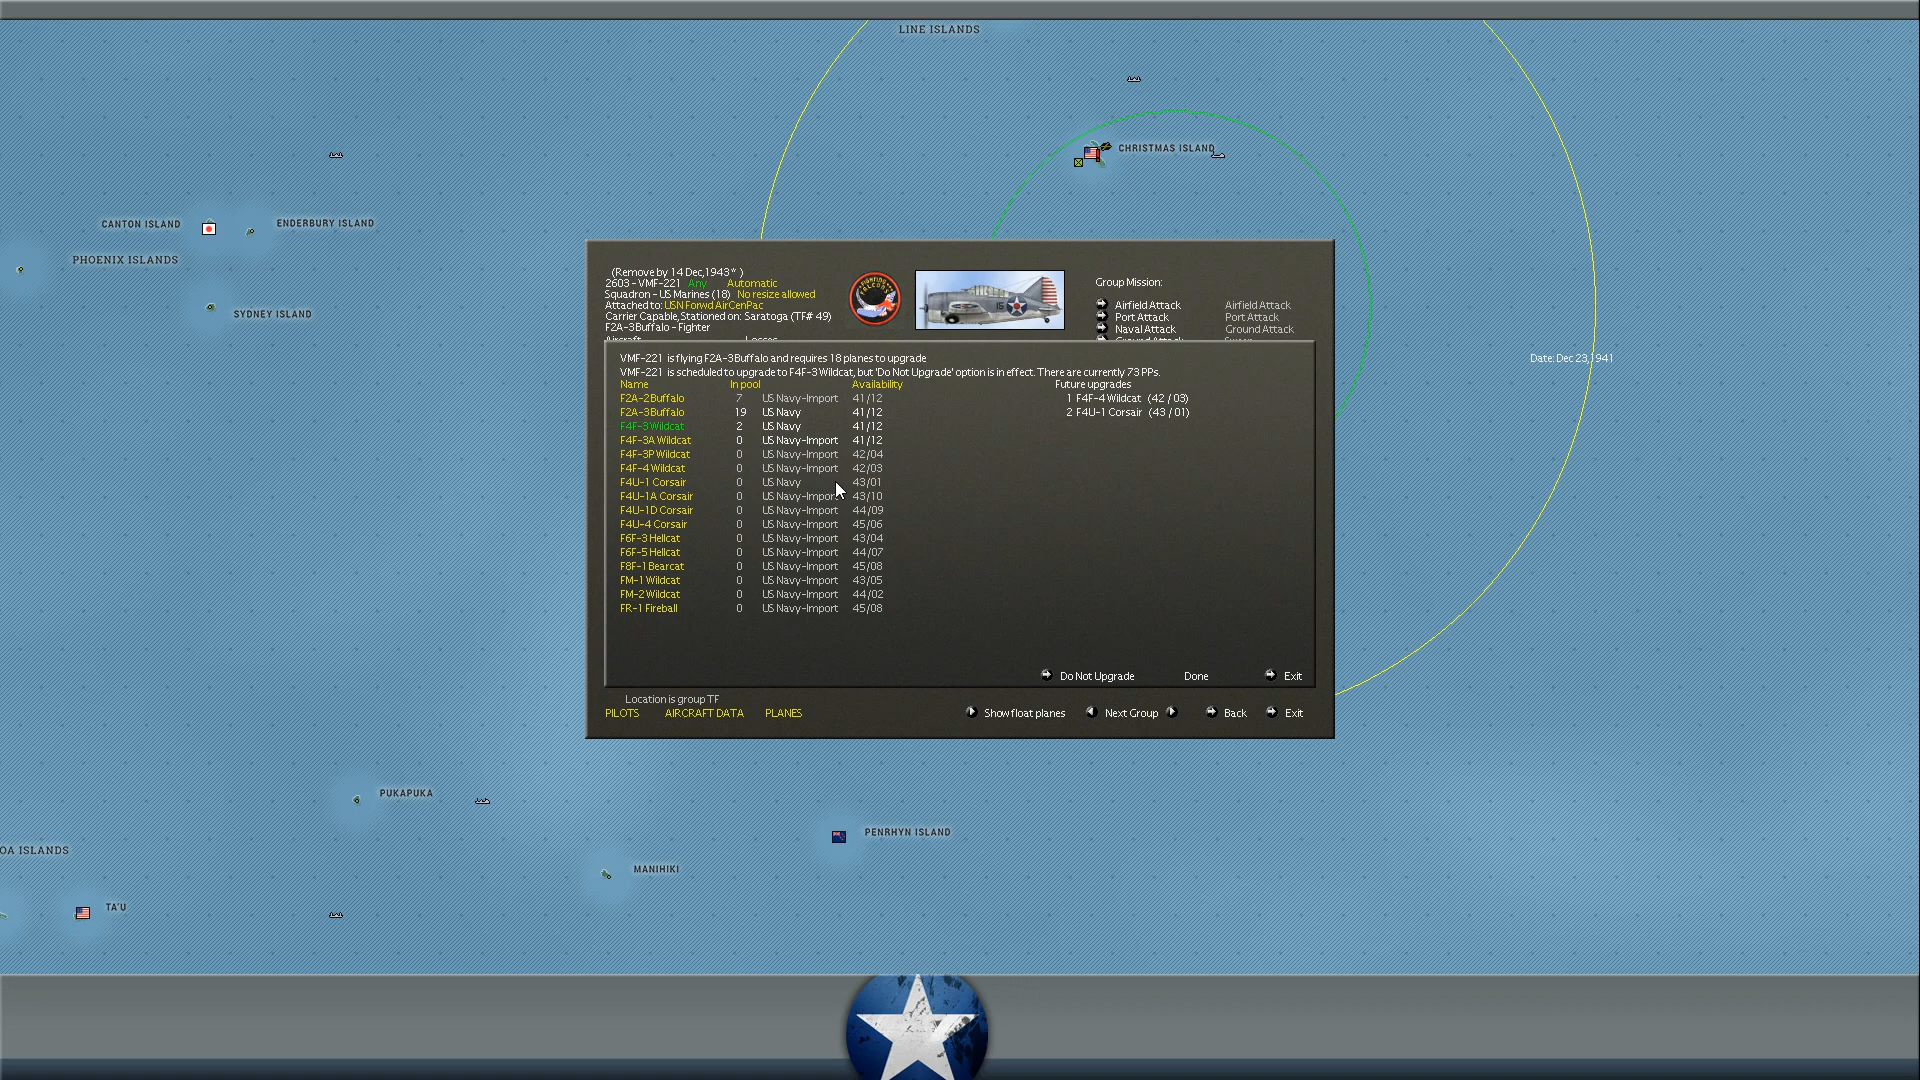 LINE ISLANDS
CHRISTMAS ISLAND
CANTON ISLAND
ENDERBURY ISLAND
PHOENIX ISLANDS
SYDNEY ISLAND
(Remove by 14 Dec,1943* )
2603 - VMF-221 Any Automatic
Squadron - US Marines (18) No resize allowed
Attached to: USN Forwd AirCenPac
Carrier Capable,Stationed on: Saratoga (TF# 49)
F2A-3Buffalo - Fighter
Aircraft Losses
Group Mission:
Airfield Attack Airfield Attack
Port Attack Port Attack
Naval Attack Ground Attack
Ground Attack Sweep
Date: Dec 23,1941
VMF-221 is flying F2A-3Buffalo and requires 18 planes to upgrade
VMF-221 is scheduled to upgrade to F4F-3 Wildcat, but 'Do Not Upgrade' option is in effect. There are currently 73 PPs.
Name In pool Availability Future upgrades
F2A-2Buffalo 7 US Navy-Import 41/12 1 F4F-4 Wildcat (42 / 03)
F2A-3Buffalo 19 US Navy 41/12 2 F4U-1 Corsair (43 / 01)
F4F-3 Wildcat 2 US Navy 41/12
F4F-3A Wildcat 0 US Navy-Import 41/12
F4F-3P Wildcat 0 US Navy-Import 42/04
F4F-4 Wildcat 0 US Navy-Import 42/03
F4U-1 Corsair 0 US Navy 43/01
F4U-1A Corsair 0 US Navy-Import 43/10
F4U-1D Corsair 0 US Navy-Import 44/09
F4U-4 Corsair 0 US Navy-Import 45/06
F6F-3 Hellcat 0 US Navy-Import 43/04
F6F-5 Hellcat 0 US Navy-Import 44/07
F8F-1 Bearcat 0 US Navy-Import 45/08
FM-1 Wildcat 0 US Navy-Import 43/05
FM-2 Wildcat 0 US Navy-Import 44/02
FR-1 Fireball 0 US Navy-Import 45/08
Do Not Upgrade Done Exit
Location is group TF
PILOTS AIRCRAFT DATA PLANES Show float planes Next Group Back Exit
PUKAPUKA
PENRHYN ISLAND
OA ISLANDS
MANIHIKI
TA'U